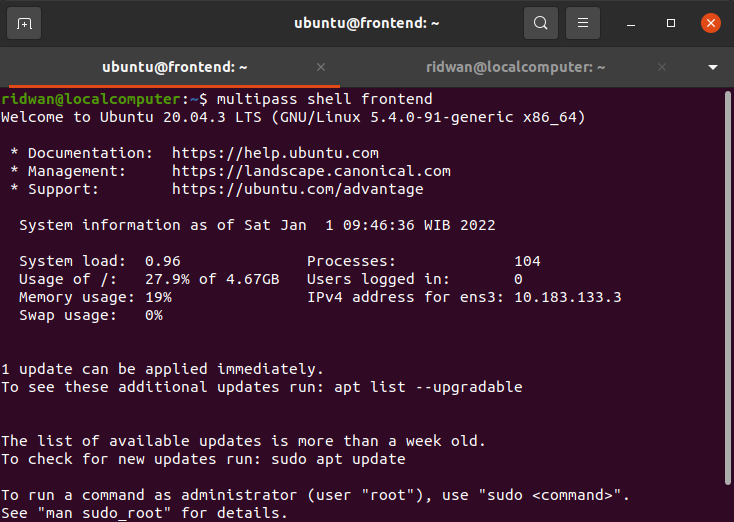 ubuntu@frontend: ~
ubuntu@frontend: ~
ridwan@localcomputer: ~
ridwan@localcomputer:~$ multipass shell frontend
Welcome to Ubuntu 20.04.3 LTS (GNU/Linux 5.4.0-91-generic x86_64)
* Documentation:  https://help.ubuntu.com
* Management:     https://landscape.canonical.com
* Support:        https://ubuntu.com/advantage
System information as of Sat Jan  1 09:46:36 WIB 2022
System load:  0.96              Processes:             104
Usage of /:   27.9% of 4.67GB   Users logged in:       0
Memory usage: 19%               IPv4 address for ens3: 10.183.133.3
Swap usage:   0%
1 update can be applied immediately.
To see these additional updates run: apt list --upgradable
The list of available updates is more than a week old.
To check for new updates run: sudo apt update
To run a command as administrator (user "root"), use "sudo <command>".
See "man sudo_root" for details.